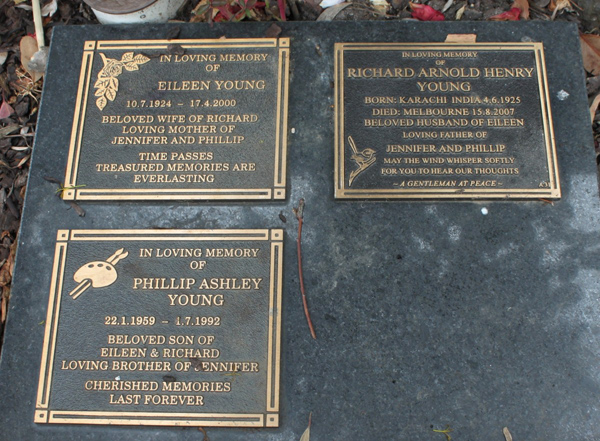 IN LOVING MEMORY
OF
EILEEN YOUNG
10.7.1924 – 17.4.2000
BELOVED WIFE OF RICHARD
LOVING MOTHER OF
JENNIFER AND PHILLIP
TIME PASSES
TREASURED MEMORIES ARE
EVERLASTING
IN LOVING MEMORY
OF
RICHARD ARNOLD HENRY
YOUNG
BORN: KARACHI INDIA 4.6.1925
DIED: MELBOURNE 15.8.2007
BELOVED HUSBAND OF EILEEN
LOVING FATHER OF
JENNIFER AND PHILLIP
MAY THE WIND WHISPER SOFTLY
FOR YOU TO HEAR OUR THOUGHTS
~ A GENTLEMAN AT PEACE ~
IN LOVING MEMORY
OF
PHILLIP ASHLEY
YOUNG
22.1.1959 – 1.7.1992
BELOVED SON OF
EILEEN & RICHARD
LOVING BROTHER OF JENNIFER
CHERISHED MEMORIES
LAST FOREVER